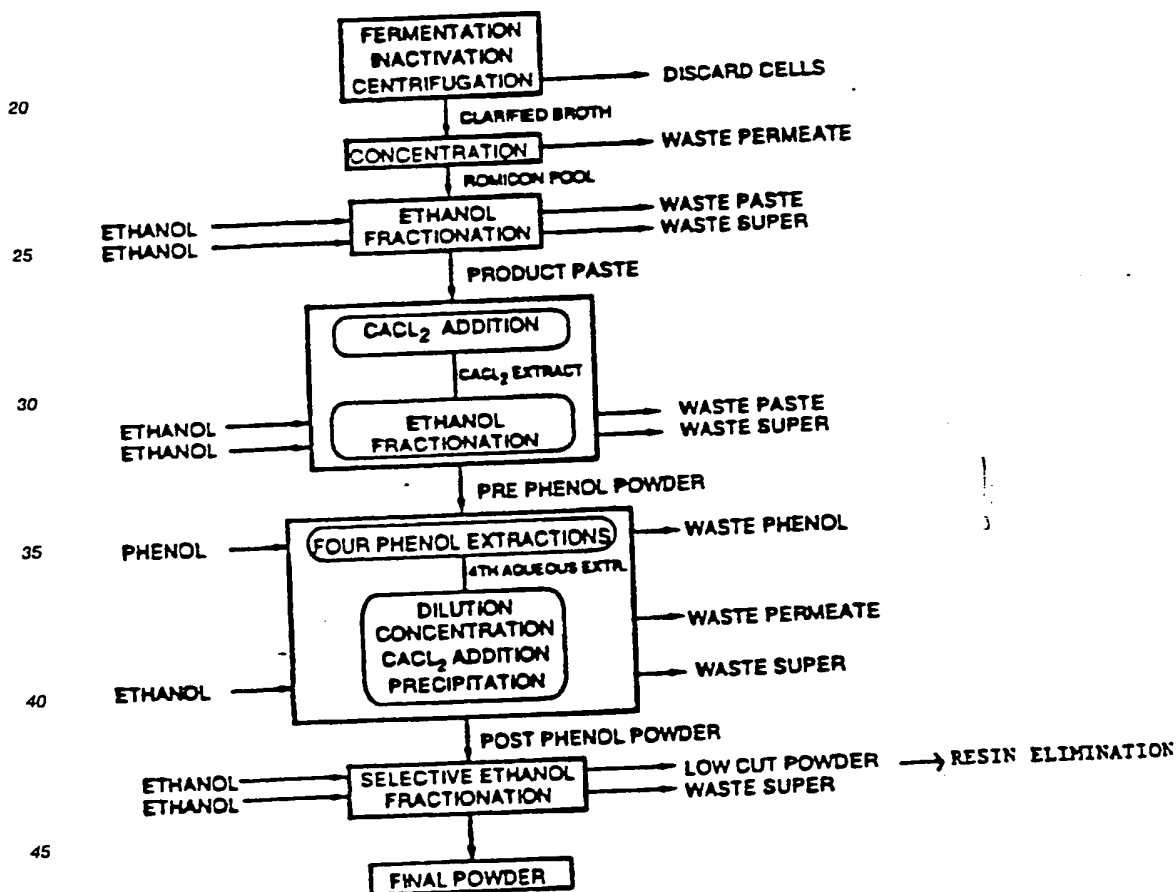 FERMENTATION
INACTIVATION
CENTRIFUGATION
DISCARD CELLS
20
CLARIFIED BROTH
CONCENTRATION
WASTE PERMEATE
ROMICON POOL
ETHANOL
ETHANOL
ETHANOL
FRACTIONATION
WASTE PASTE
WASTE SUPER
25
PRODUCT PASTE
CACL₂ ADDITION
CACL₂ EXTRACT
30
ETHANOL
ETHANOL
ETHANOL
FRACTIONATION
WASTE PASTE
WASTE SUPER
PRE PHENOL POWDER
35
PHENOL
FOUR PHENOL EXTRACTIONS
WASTE PHENOL
4TH AQUEOUS EXTR.
DILUTION
CONCENTRATION
CACL₂ ADDITION
PRECIPITATION
WASTE PERMEATE
WASTE SUPER
40
ETHANOL
POST PHENOL POWDER
ETHANOL
ETHANOL
SELECTIVE ETHANOL
FRACTIONATION
LOW CUT POWDER → RESIN ELIMINATION
WASTE SUPER
45
FINAL POWDER